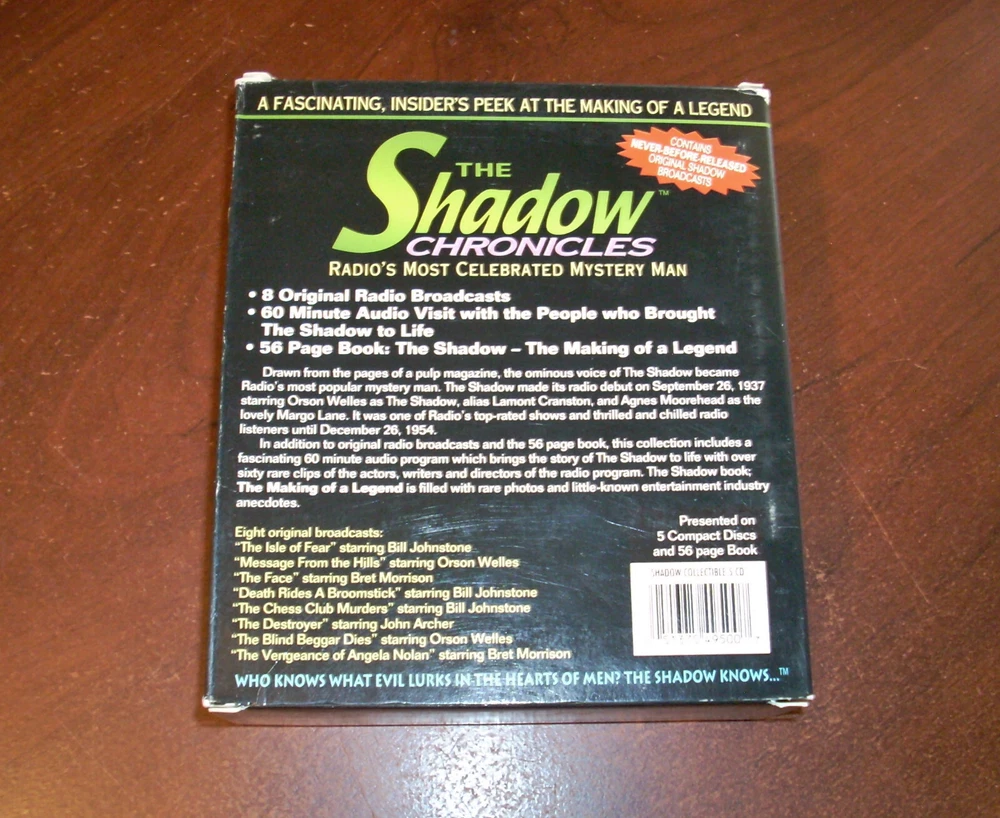 A FASCINATING, INSIDER'S PEEK AT THE MAKING OF A LEGEND
CONTAINS
NEVER-BEFORE-RELEASED
ORIGINAL SHADOW
BROADCASTS
THE
Shadow™
CHRONICLES
RADIO'S MOST CELEBRATED MYSTERY MAN
• 8 Original Radio Broadcasts
• 60 Minute Audio Visit with the People who Brought
The Shadow to Life
• 56 Page Book: The Shadow – The Making of a Legend
Drawn from the pages of a pulp magazine, the ominous voice of The Shadow became
Radio's most popular mystery man. The Shadow made its radio debut on September 26, 1937
starring Orson Welles as The Shadow, alias Lamont Cranston, and Agnes Moorehead as the
lovely Margo Lane. It was one of Radio's top-rated shows and thrilled and chilled radio
listeners until December 26, 1954.
In addition to original radio broadcasts and the 56 page book, this collection includes a
fascinating 60 minute audio program which brings the story of The Shadow to life with over
sixty rare clips of the actors, writers and directors of the radio program. The Shadow book;
The Making of a Legend is filled with rare photos and little-known entertainment industry
anecdotes.
Eight original broadcasts:
"The Isle of Fear" starring Bill Johnstone
"Message From the Hills" starring Orson Welles
"The Face" starring Bret Morrison
"Death Rides A Broomstick" starring Bill Johnstone
"The Chess Club Murders" starring Bill Johnstone
"The Destroyer" starring John Archer
"The Blind Beggar Dies" starring Orson Welles
"The Vengeance of Angela Nolan" starring Bret Morrison
Presented on
5 Compact Discs
and 56 page Book
SHADOW COLLECTIBLE 5 CD
WHO KNOWS WHAT EVIL LURKS IN THE HEARTS OF MEN? THE SHADOW KNOWS...™